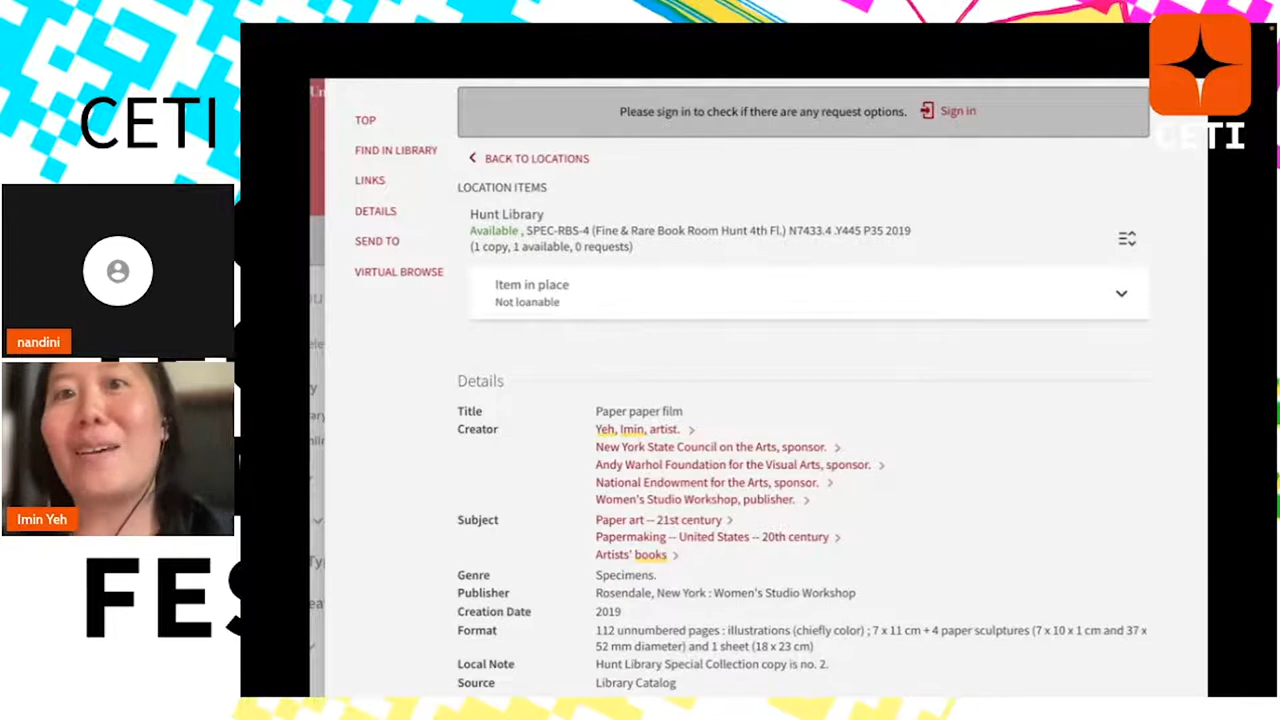 CETI
nandini
Imin Yeh
FES
CETI
Un
TOP
FIND IN LIBRARY
LINKS
DETAILS
SEND TO
VIRTUAL BROWSE
Please sign in to check if there are any request options. Sign in
BACK TO LOCATIONS
LOCATION ITEMS
Hunt Library
Available , SPEC-RBS-4 (Fine & Rare Book Room Hunt 4th Fl.) N7433.4 .Y445 P35 2019
(1 copy, 1 available, 0 requests)
Item in place
Not loanable
Details
Title Paper paper film
Creator Yeh, Imin, artist.
New York State Council on the Arts, sponsor.
Andy Warhol Foundation for the Visual Arts, sponsor.
National Endowment for the Arts, sponsor.
Women's Studio Workshop, publisher.
Subject Paper art -- 21st century
Papermaking -- United States -- 20th century
Artists' books
Genre Specimens.
Publisher Rosendale, New York : Women's Studio Workshop
Creation Date 2019
Format 112 unnumbered pages : illustrations (chiefly color) ; 7 x 11 cm + 4 paper sculptures (7 x 10 x 1 cm and 37 x
52 mm diameter) and 1 sheet (18 x 23 cm)
Local Note Hunt Library Special Collection copy is no. 2.
Source Library Catalog